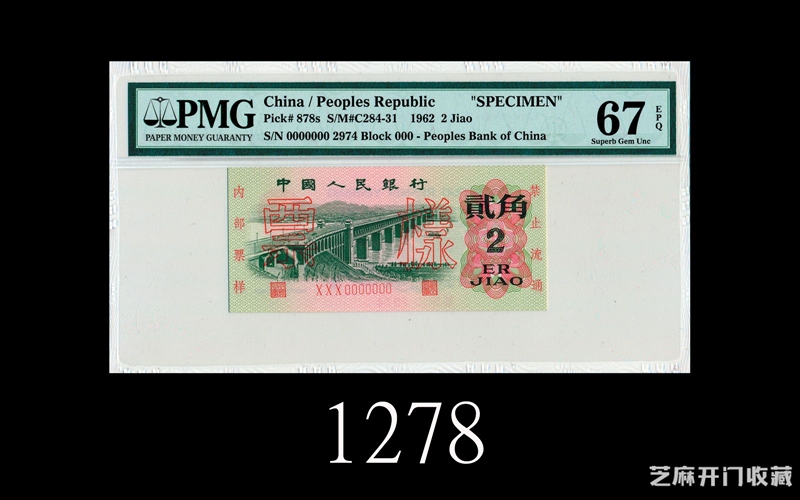 PMG
PAPER MONEY GUARANTY
China / Peoples Republic "SPECIMEN"
Pick# 878s S/M#C284-31 1962 2 Jiao
S/N 0000000 2974 Block 000 - Peoples Bank of China
67 EPQ
Superb Gem Unc
中國人民銀行
内部票样
票樣
貳角
2
ER
JIAO
禁止流通
XXX0000000
1278
芝麻开门收藏